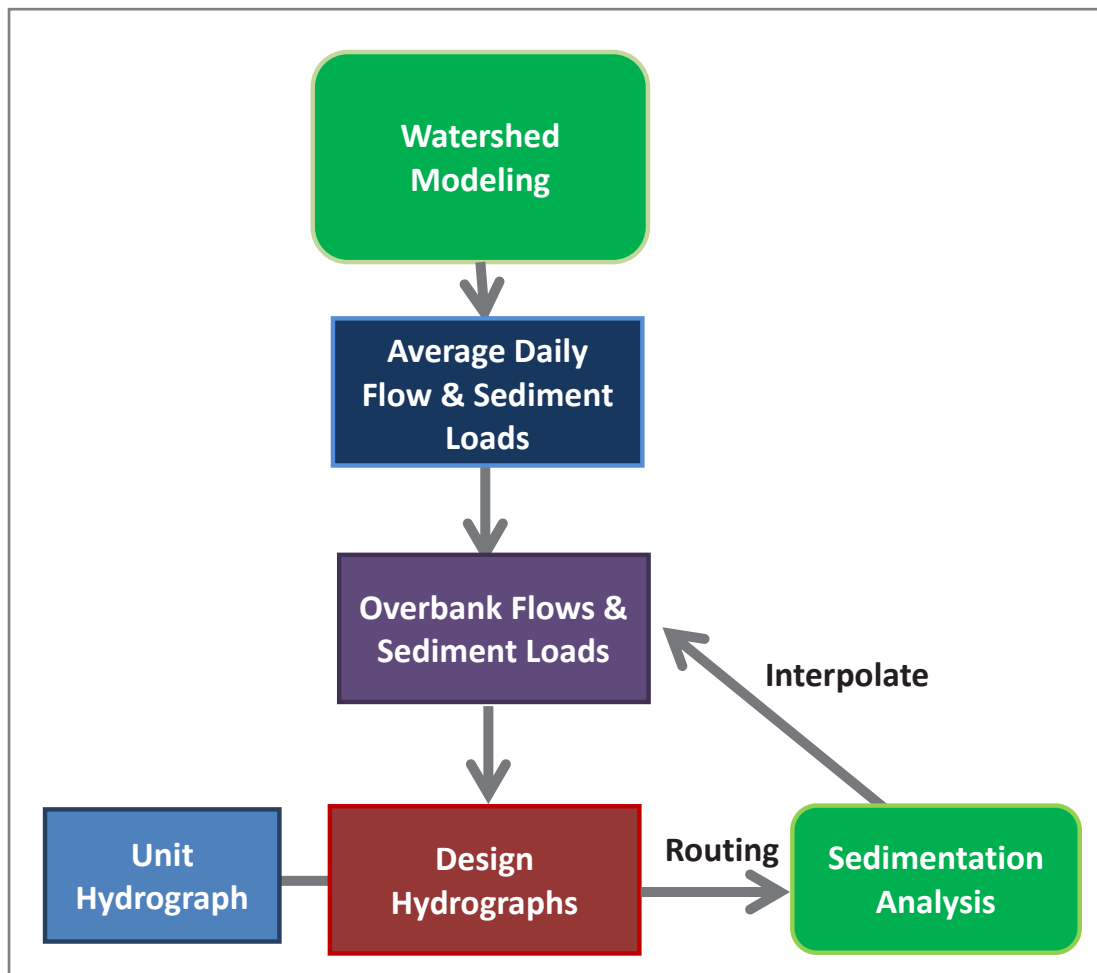 Watershed
Modeling
Average Daily
Flow & Sediment
Loads
Overbank Flows &
Sediment Loads
Interpolate
Unit
Hydrograph
Design
Hydrographs
Routing
Sedimentation
Analysis